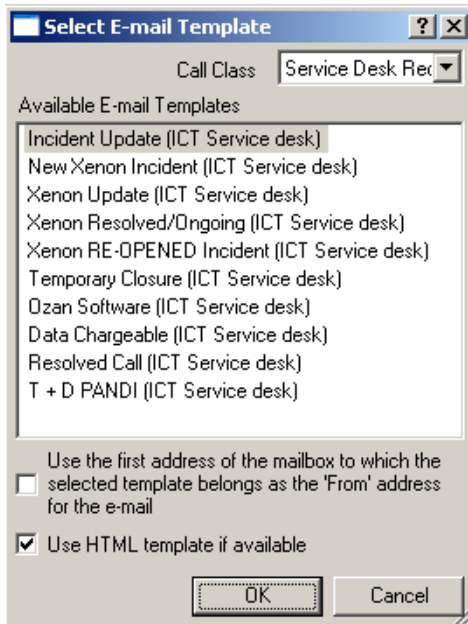 Select E-mail Template
Call Class Service Desk Rec
Available E-mail Templates
Incident Update (ICT Service desk)
New Xenon Incident (ICT Service desk)
Xenon Update (ICT Service desk)
Xenon Resolved/Ongoing (ICT Service desk)
Xenon RE-OPENED Incident (ICT Service desk)
Temporary Closure (ICT Service desk)
Ozan Software (ICT Service desk)
Data Chargeable (ICT Service desk)
Resolved Call (ICT Service desk)
T + D PANDI (ICT Service desk)
Use the first address of the mailbox to which the
selected template belongs as the 'From' address
for the e-mail
Use HTML template if available
OK Cancel